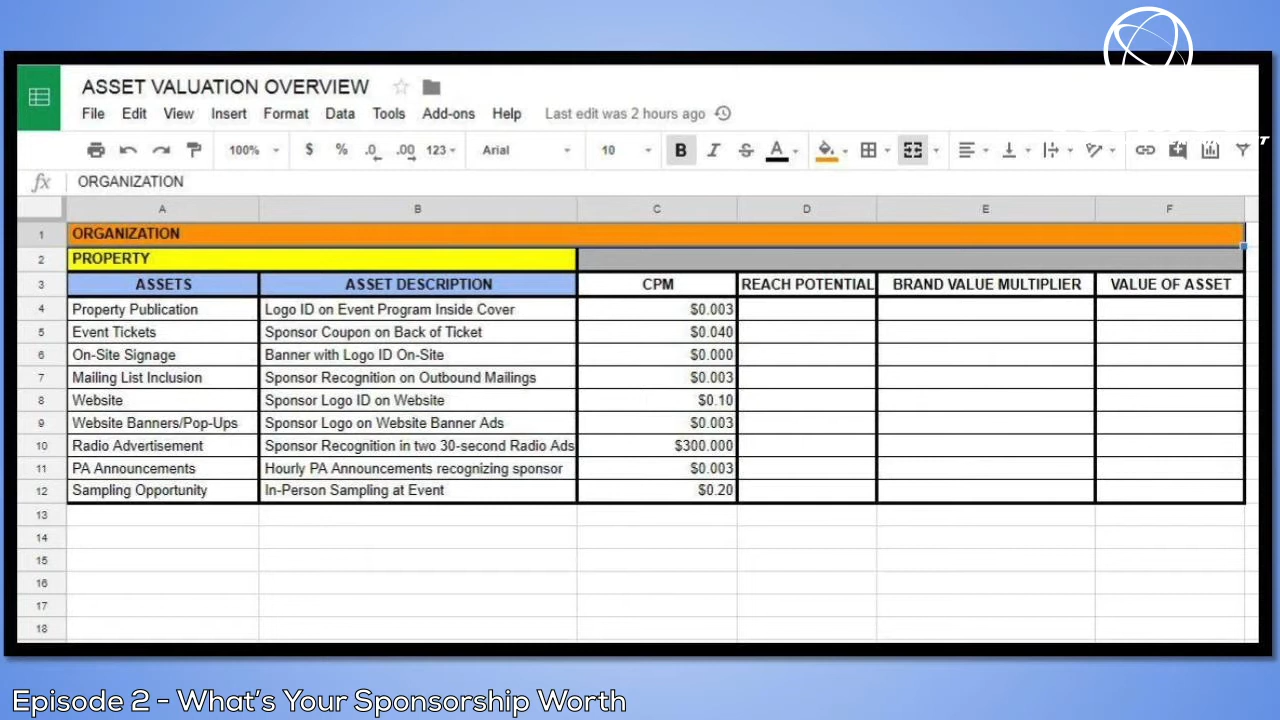 ASSET VALUATION OVERVIEW
File Edit View Insert Format Data Tools Add-ons Help Last edit was 2 hours ago
100% $ % .0 .00 123 Arial 10 B I S A
fx ORGANIZATION
A B C D E F
1 ORGANIZATION
2 PROPERTY
3 ASSETS ASSET DESCRIPTION CPM REACH POTENTIAL BRAND VALUE MULTIPLIER VALUE OF ASSET
4 Property Publication Logo ID on Event Program Inside Cover $0.003
5 Event Tickets Sponsor Coupon on Back of Ticket $0.040
6 On-Site Signage Banner with Logo ID On-Site $0.000
7 Mailing List Inclusion Sponsor Recognition on Outbound Mailings $0.003
8 Website Sponsor Logo ID on Website $0.10
9 Website Banners/Pop-Ups Sponsor Logo on Website Banner Ads $0.003
10 Radio Advertisement Sponsor Recognition in two 30-second Radio Ads $300.000
11 PA Announcements Hourly PA Announcements recognizing sponsor $0.003
12 Sampling Opportunity In-Person Sampling at Event $0.20
13
14
15
16
17
18
Episode 2 - What's Your Sponsorship Worth